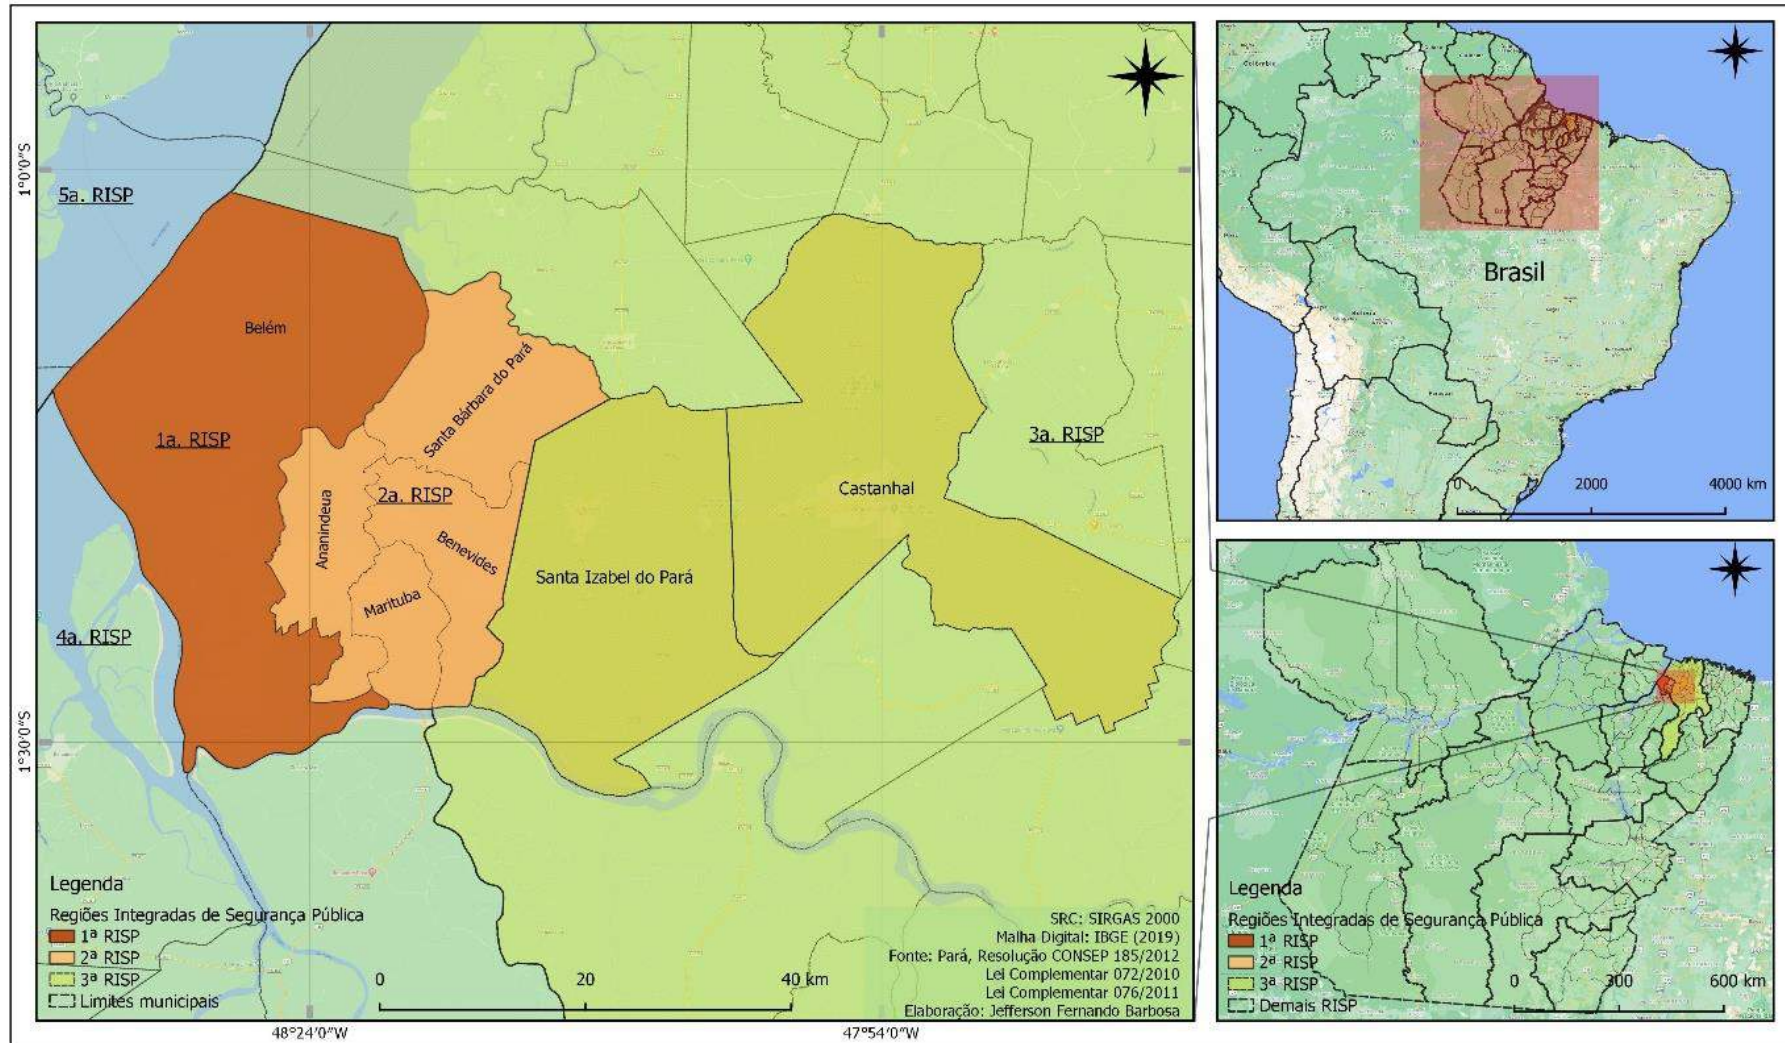 5a. RISP
Belém
1a. RISP
Santa Bárbara do Pará
2a. RISP
Ananindeua
Benevides
Marituba
4a. RISP
Santa Izabel do Pará
Castanhal
3a. RISP
1°0'0"S
1°30'0"S
48°24'0"W
47°54'0"W
Legenda
Regiões Integradas de Segurança Pública
1ª RISP
2ª RISP
3ª RISP
Limites municipais
0 20 40 km
SRC: SIRGAS 2000
Malha Digital: IBGE (2019)
Fonte: Pará, Resolução CONSEP 185/2012
Lei Complementar 072/2010
Lei Complementar 076/2011
Elaboração: Jefferson Fernando Barbosa
Brasil
0 2000 4000 km
Legenda
Regiões Integradas de Segurança Pública
1ª RISP
2ª RISP
3ª RISP
Demais RISP
0 300 600 km